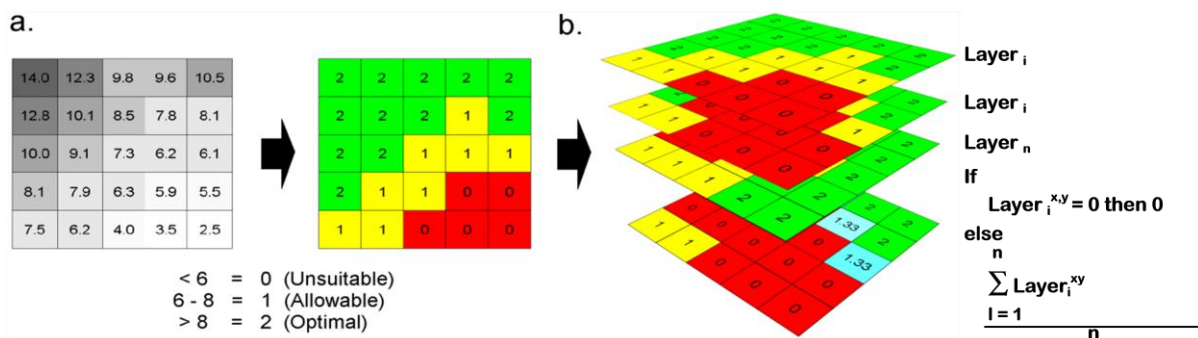 a.
14.0 12.3 9.8 9.6 10.5
12.8 10.1 8.5 7.8 8.1
10.0 9.1 7.3 6.2 6.1
8.1 7.9 6.3 5.9 5.5
7.5 6.2 4.0 3.5 2.5
2 2 2 2 2
2 2 2 1 2
2 2 1 1 1
2 1 1 0 0
1 1 0 0 0
< 6 = 0 (Unsuitable)
6 - 8 = 1 (Allowable)
> 8 = 2 (Optimal)
b.
1.33
1.33
Layer i
Layer i
Layer n
If
Layer i x,y = 0 then 0
else
n
∑ Layer i xy
I = 1
n